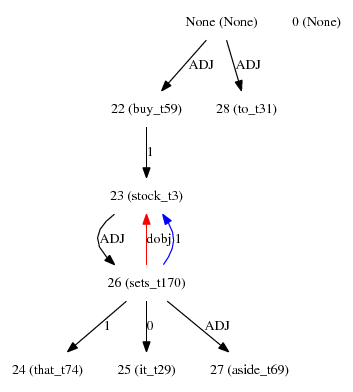 None (None) 0 (None)
ADJ ADJ
22 (buy_t59) 28 (to_t31)
1
23 (stock_t3)
ADJ dobj 1
26 (sets_t170)
1 0 ADJ
24 (that_t74) 25 (it_t29) 27 (aside_t69)